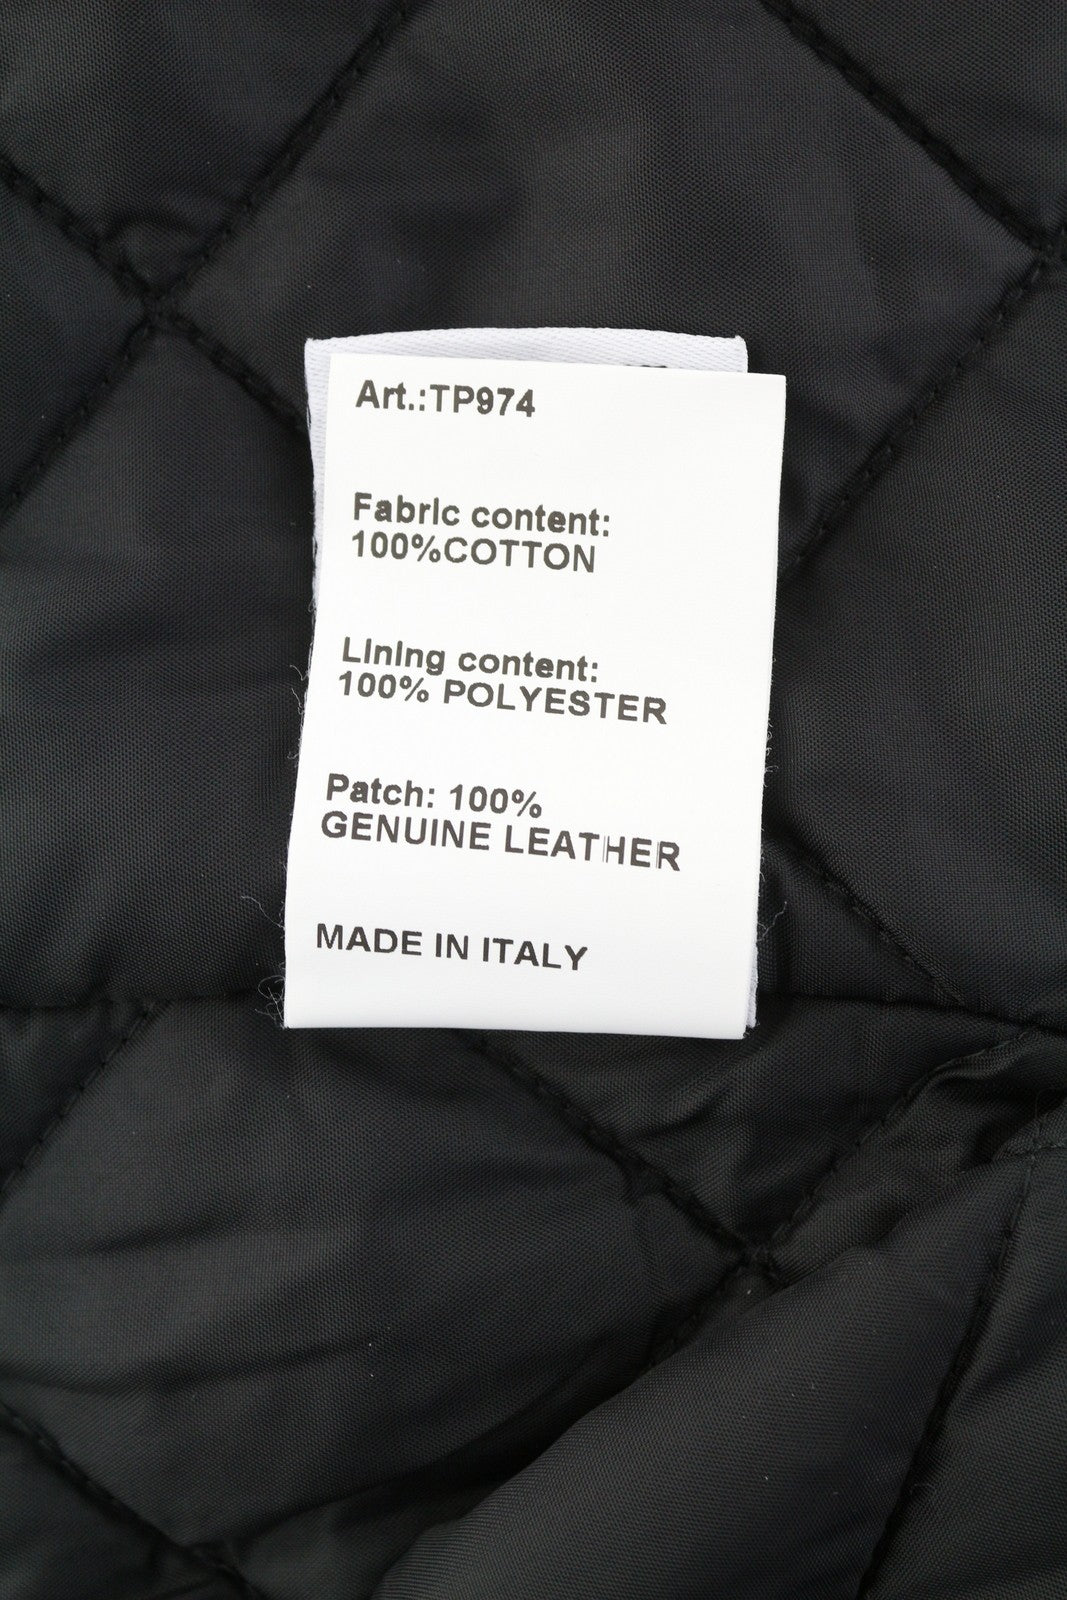 Art.:TP974
Fabric content:
100%COTTON
Lining content:
100% POLYESTER
Patch: 100%
GENUINE LEATHER
MADE IN ITALY